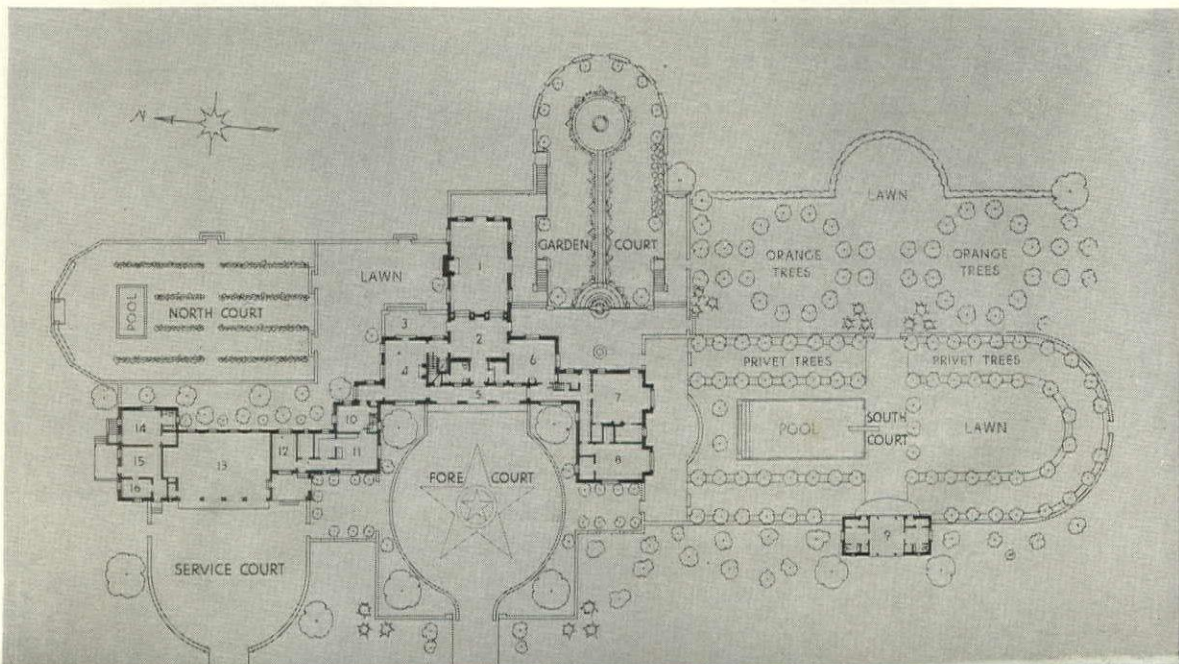 N
LAWN
GARDEN COURT
ORANGE
TREES
ORANGE
TREES
POOL
NORTH COURT
LAWN
1
2
3
4
5
6
PRIVET TREES
PRIVET TREES
7
8
POOL
SOUTH
COURT
LAWN
9
10
11
12
13
14
15
16
FORE COURT
SERVICE COURT